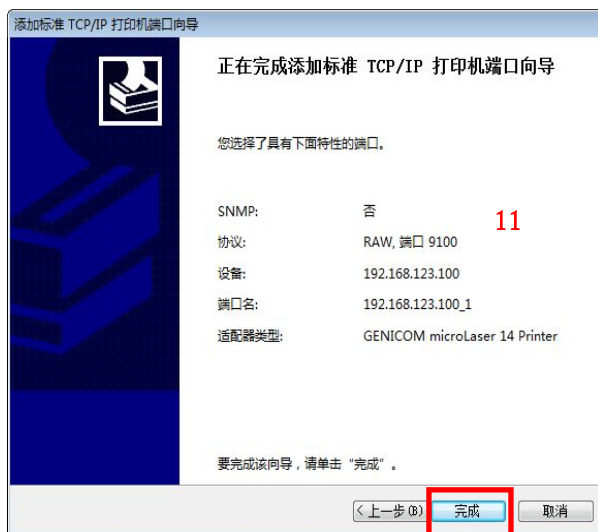 添加标准 TCP/IP 打印机端口向导
正在完成添加标准 TCP/IP 打印机端口向导
您选择了具有下面特性的端口。
SNMP: 否
11
协议: RAW, 端口 9100
设备: 192.168.123.100
端口名: 192.168.123.100_1
适配器类型: GENICOM microLaser 14 Printer
要完成该向导，请单击“完成”。
< 上一步(B) 完成 取消